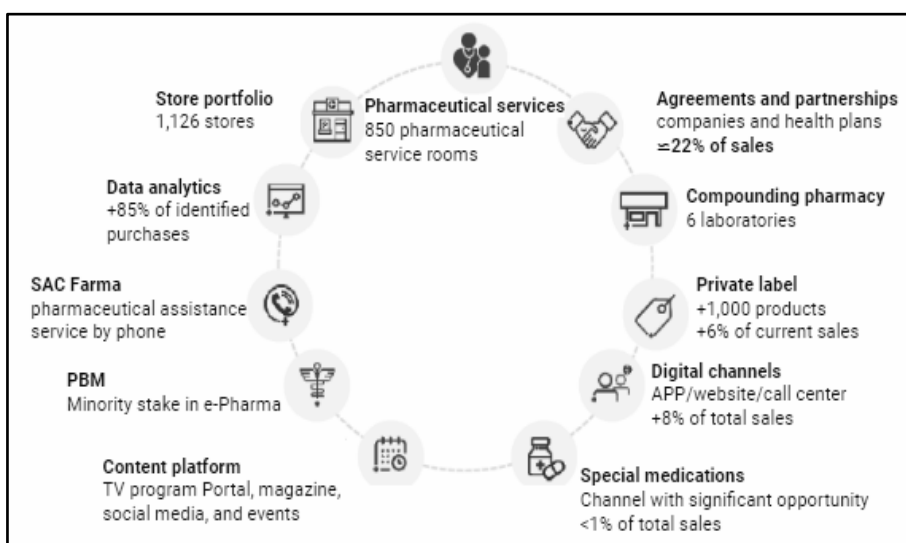 Pharmaceutical services
850 pharmaceutical
service rooms
Agreements and partnerships
companies and health plans
≃22% of sales
Compounding pharmacy
6 laboratories
Private label
+1,000 products
+6% of current sales
Digital channels
APP/website/call center
+8% of total sales
Special medications
Channel with significant opportunity
<1% of total sales
Content platform
TV program Portal, magazine,
social media, and events
PBM
Minority stake in e-Pharma
SAC Farma
pharmaceutical assistance
service by phone
Data analytics
+85% of identified
purchases
Store portfolio
1,126 stores